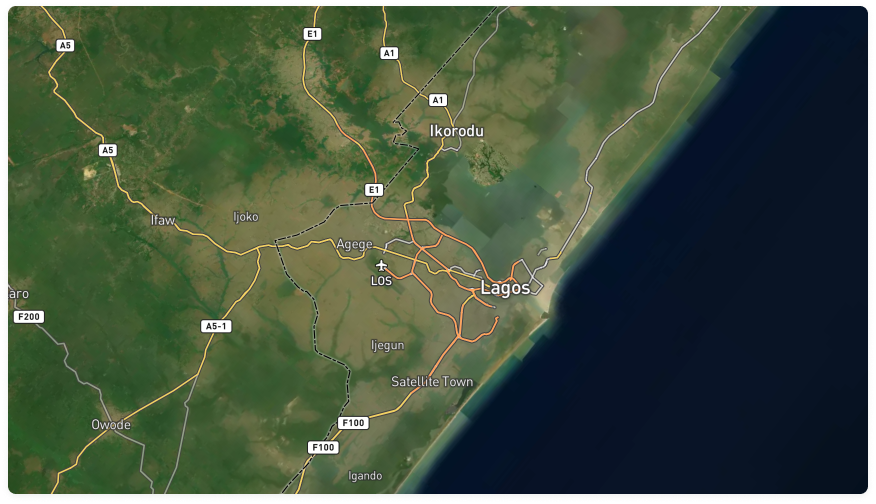 E1
A5
A1
A1
Ikorodu
A5
E1
Ijoko
Ifaw
Agege
LOS
Lagos
aro
F200
A5-1
Ijegun
Satellite Town
Owode
F100
F100
Igando